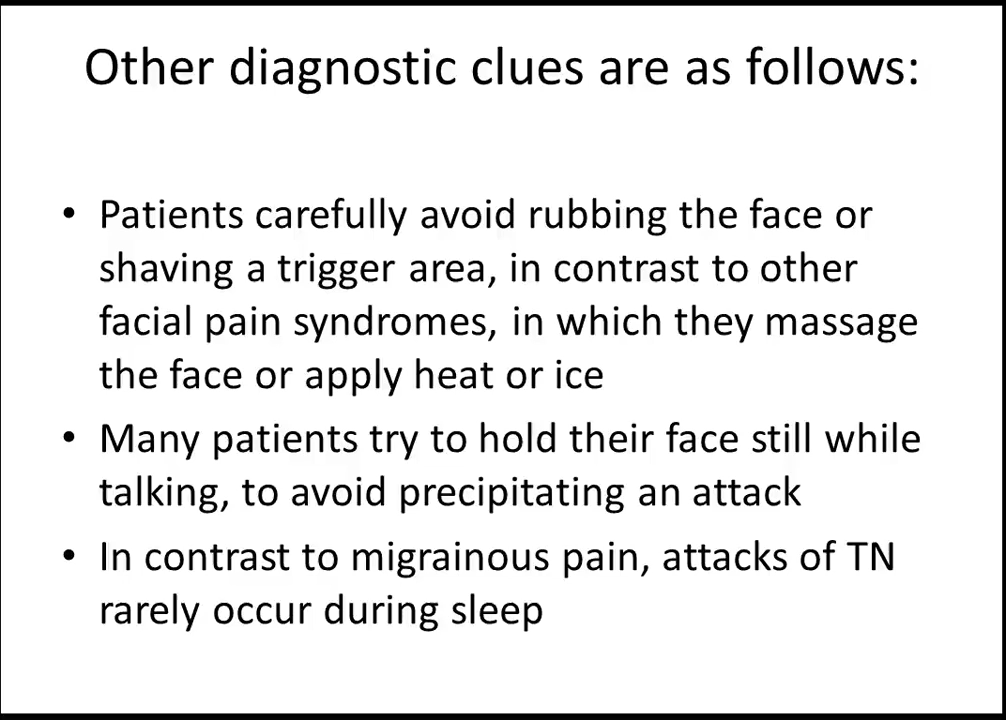 Other diagnostic clues are as follows:
• Patients carefully avoid rubbing the face or
shaving a trigger area, in contrast to other
facial pain syndromes, in which they massage
the face or apply heat or ice
• Many patients try to hold their face still while
talking, to avoid precipitating an attack
• In contrast to migrainous pain, attacks of TN
rarely occur during sleep